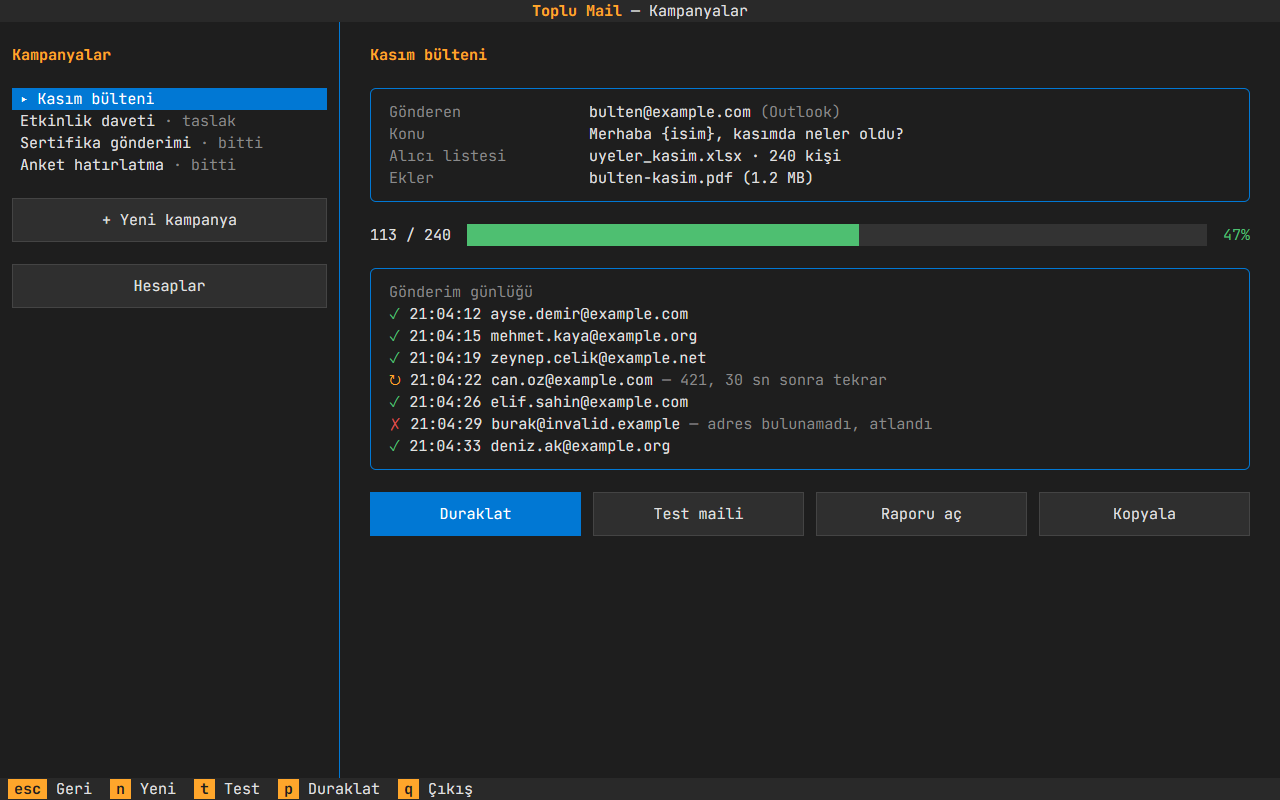 Toplu Mail — Kampanyalar
Kampanyalar
▸ Kasım bülteni
Etkinlik daveti · taslak
Sertifika gönderimi · bitti
Anket hatırlatma · bitti
+ Yeni kampanya
Hesaplar
Kasım bülteni
Gönderen bulten@example.com (Outlook)
Konu Merhaba {isim}, kasımda neler oldu?
Alıcı listesi uyeler_kasim.xlsx · 240 kişi
Ekler bulten-kasim.pdf (1.2 MB)
113 / 240 47%
Gönderim günlüğü
✓ 21:04:12 ayse.demir@example.com
✓ 21:04:15 mehmet.kaya@example.org
✓ 21:04:19 zeynep.celik@example.net
↻ 21:04:22 can.oz@example.com — 421, 30 sn sonra tekrar
✓ 21:04:26 elif.sahin@example.com
✗ 21:04:29 burak@invalid.example — adres bulunamadı, atlandı
✓ 21:04:33 deniz.ak@example.org
Duraklat Test maili Raporu aç Kopyala
esc Geri n Yeni t Test p Duraklat q Çıkış